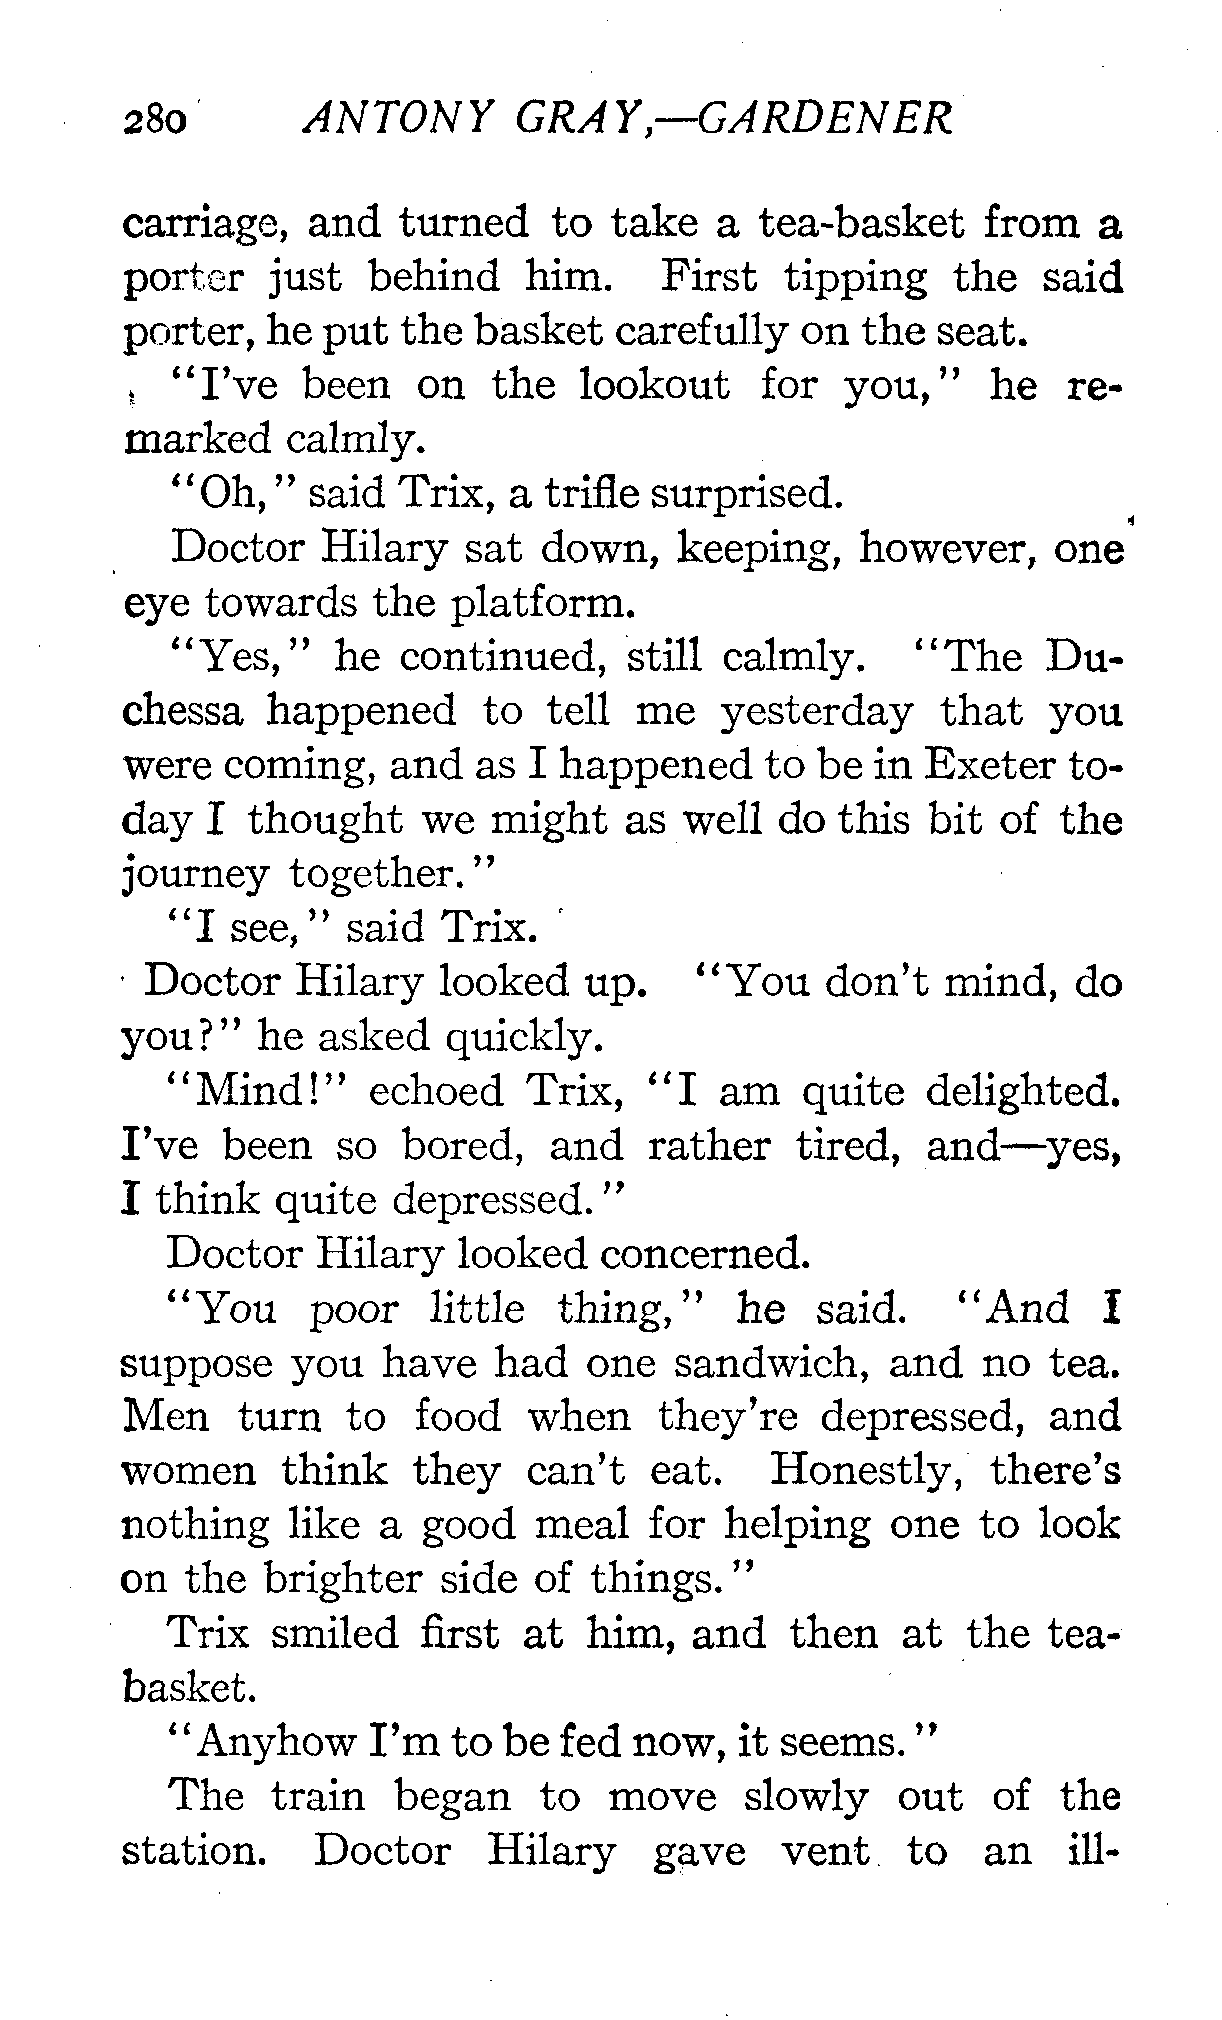 280 ANTONY GRAY,—GARDENER
carriage, and turned to take a tea-basket from a
porter just behind him. First tipping the said
porter, he put the basket carefully on the seat.
"I've been on the lookout for you," he re-
marked calmly.
"Oh," said Trix, a trifle surprised.
Doctor Hilary sat down, keeping, however, one
eye towards the platform.
"Yes," he continued, still calmly. "The Du-
chessa happened to tell me yesterday that you
were coming, and as I happened to be in Exeter to-
day I thought we might as well do this bit of the
journey together."
"I see," said Trix.
Doctor Hilary looked up. "You don't mind, do
you?" he asked quickly.
"Mind!" echoed Trix, "I am quite delighted.
I've been so bored, and rather tired, and—yes,
I think quite depressed."
Doctor Hilary looked concerned.
"You poor little thing," he said. "And I
suppose you have had one sandwich, and no tea.
Men turn to food when they're depressed, and
women think they can't eat. Honestly, there's
nothing like a good meal for helping one to look
on the brighter side of things."
Trix smiled first at him, and then at the tea-
basket.
"Anyhow I'm to be fed now, it seems."
The train began to move slowly out of the
station. Doctor Hilary gave vent to an ill-